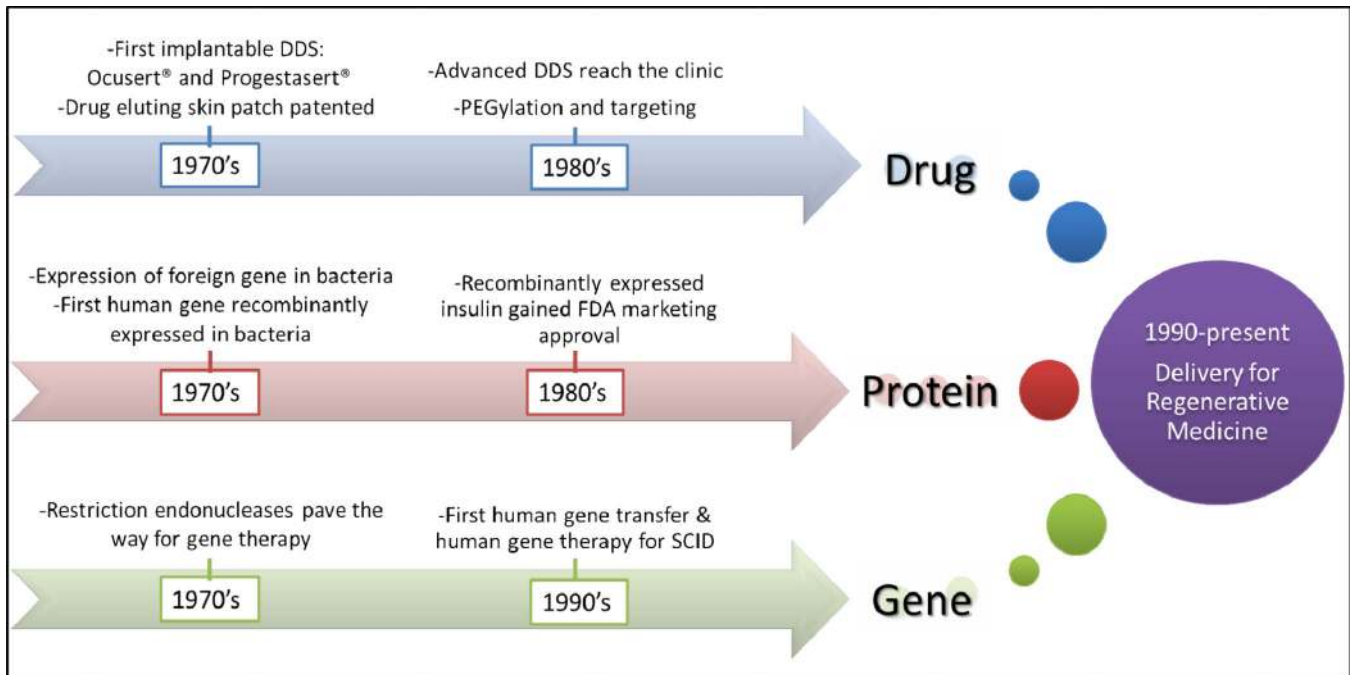 -First implantable DDS:
Ocusert® and Progestasert®
-Drug eluting skin patch patented
1970's
-Advanced DDS reach the clinic
-PEGylation and targeting
1980's
Drug
-Expression of foreign gene in bacteria
-First human gene recombinantly
expressed in bacteria
1970's
-Recombinantly expressed
insulin gained FDA marketing
approval
1980's
Protein
-Restriction endonucleases pave the
way for gene therapy
1970's
-First human gene transfer &
human gene therapy for SCID
1990's
Gene
1990-present
Delivery for
Regenerative
Medicine